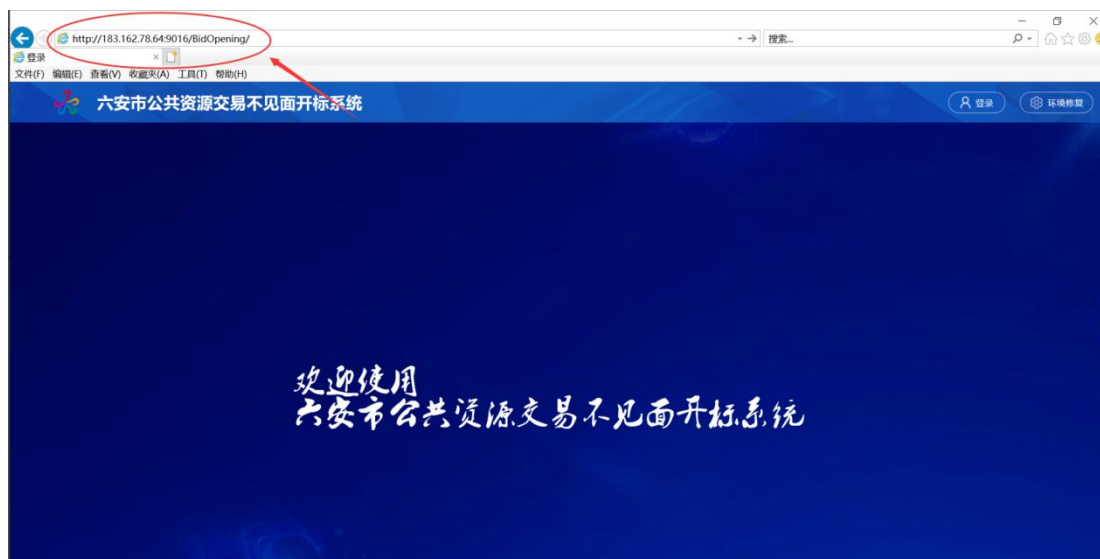 http://183.162.78.64:9016/BidOpening/
搜索...
登录
文件(F) 编辑(E) 查看(V) 收藏夹(A) 工具(T) 帮助(H)
六安市公共资源交易不见面开标系统
登录
环境修复
欢迎使用
六安市公共资源交易不见面开标系统